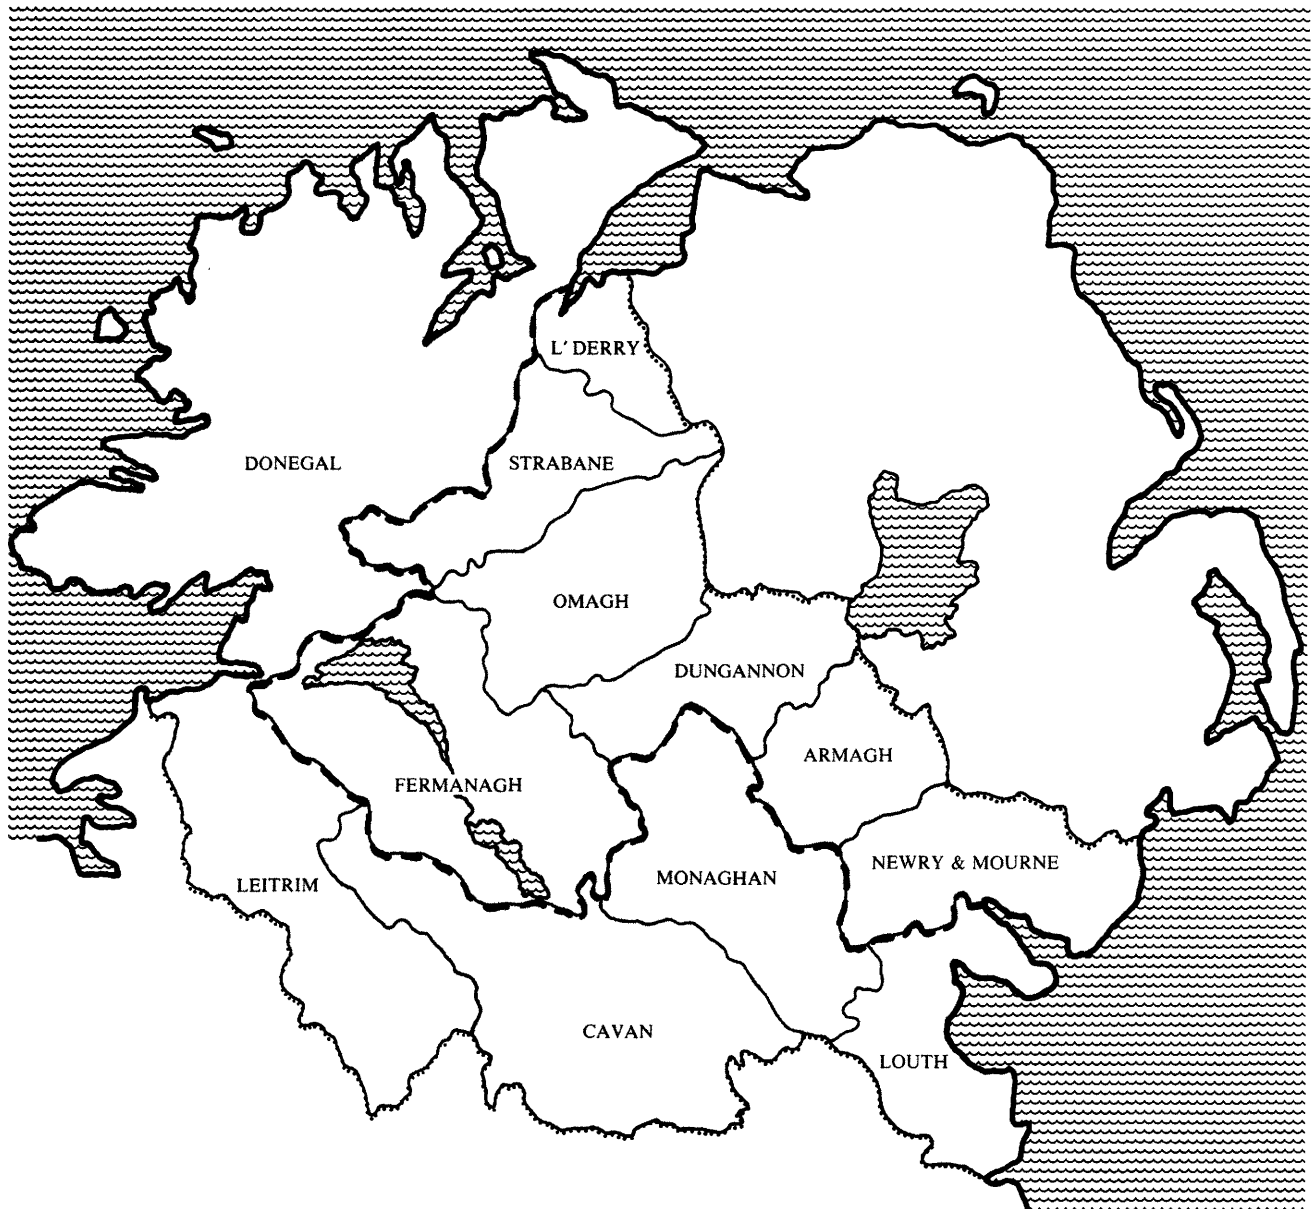 L' DERRY
DONEGAL
STRABANE
OMAGH
DUNGANNON
ARMAGH
FERMANAGH
NEWRY & MOURNE
MONAGHAN
LEITRIM
CAVAN
LOUTH